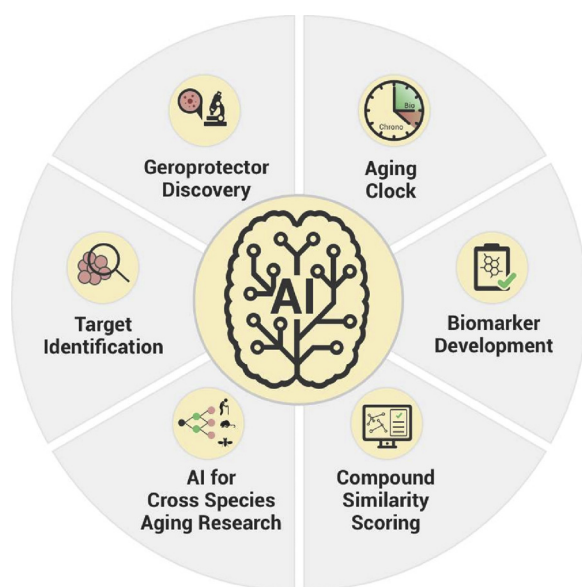 Geroprotector
Discovery
Bio
Chrono
Aging
Clock
AI
Target
Identification
Biomarker
Development
AI for
Cross Species
Aging Research
Compound
Similarity
Scoring